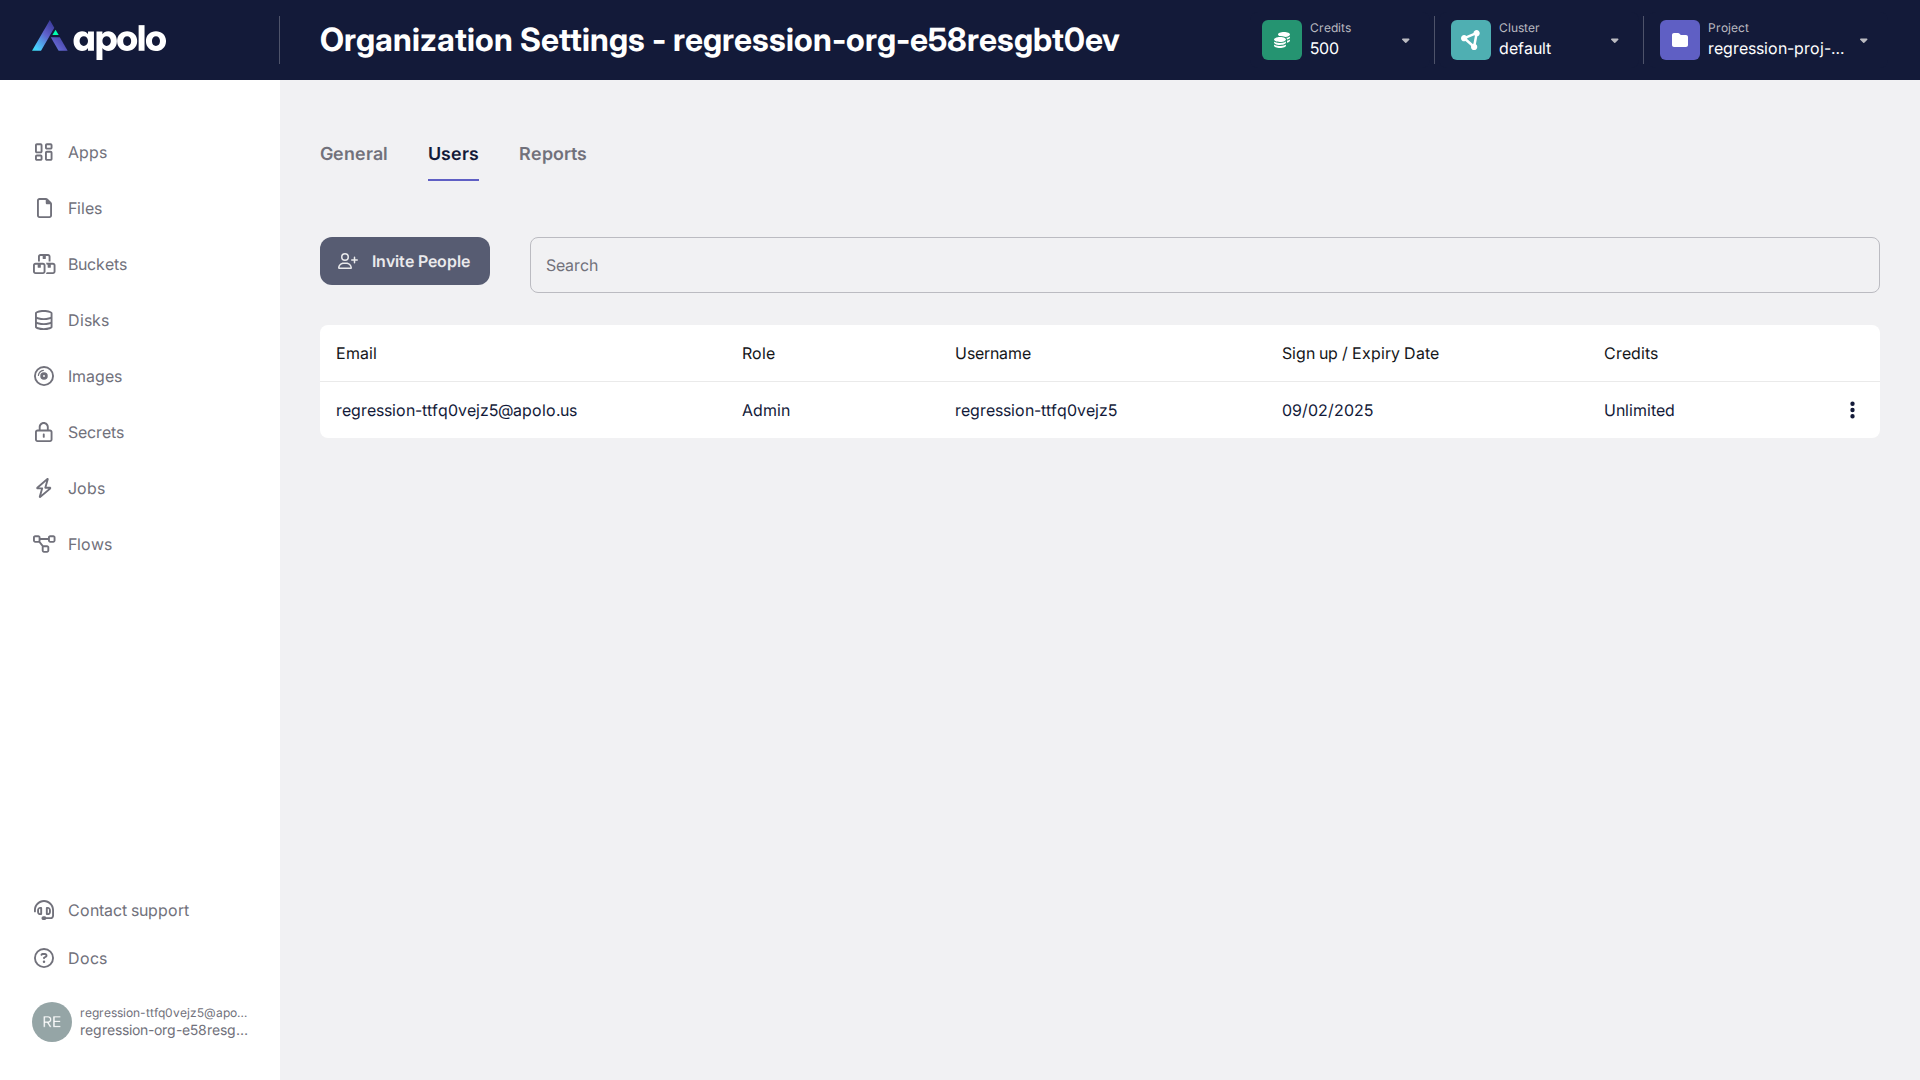 apolo
Organization Settings - regression-org-e58resgbt0ev
Credits
500
Cluster
default
Project
regression-proj-...
Apps
Files
Buckets
Disks
Images
Secrets
Jobs
Flows
Contact support
Docs
RE
regression-ttfq0vejz5@apo...
regression-org-e58resg...
General Users Reports
Invite People
Search
Email Role Username Sign up / Expiry Date Credits
regression-ttfq0vejz5@apolo.us Admin regression-ttfq0vejz5 09/02/2025 Unlimited